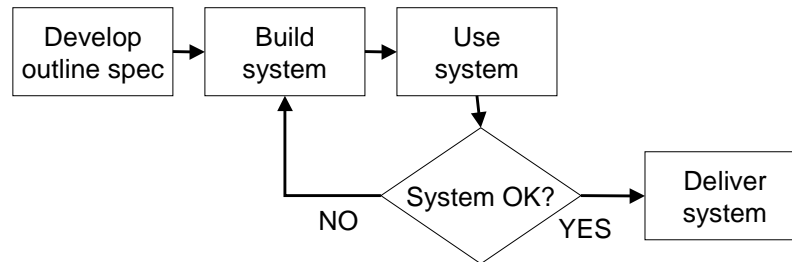 Develop
outline spec
Build
system
Use
system
System OK?
NO
YES
Deliver
system